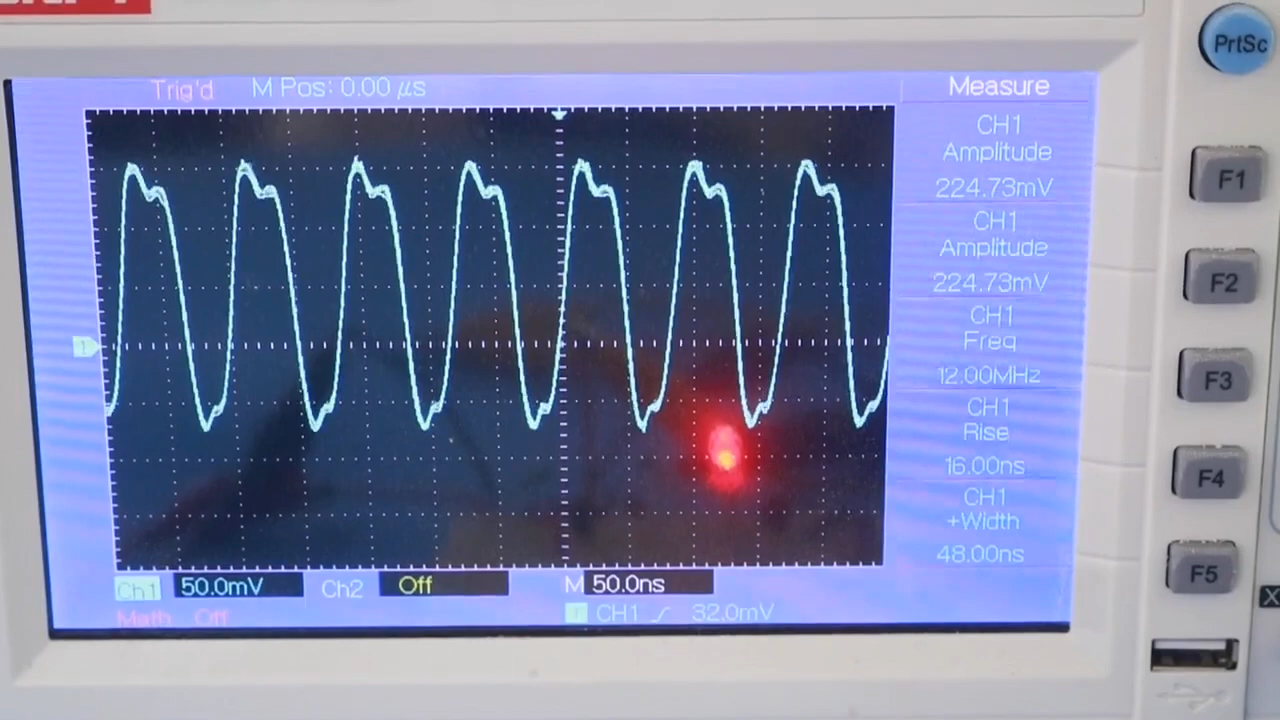 PrtSc
Trig'd M Pos: 0.00 μs Measure
CH1
Amplitude
224.73mV
CH1
Amplitude
224.73mV
CH1
Freq
12.00MHz
CH1
Rise
16.00ns
CH1
+Width
48.00ns
F1
F2
F3
F4
F5
1
Ch1 50.0mV Ch2 Off M 50.0ns
Math Off CH1 32.0mV
X